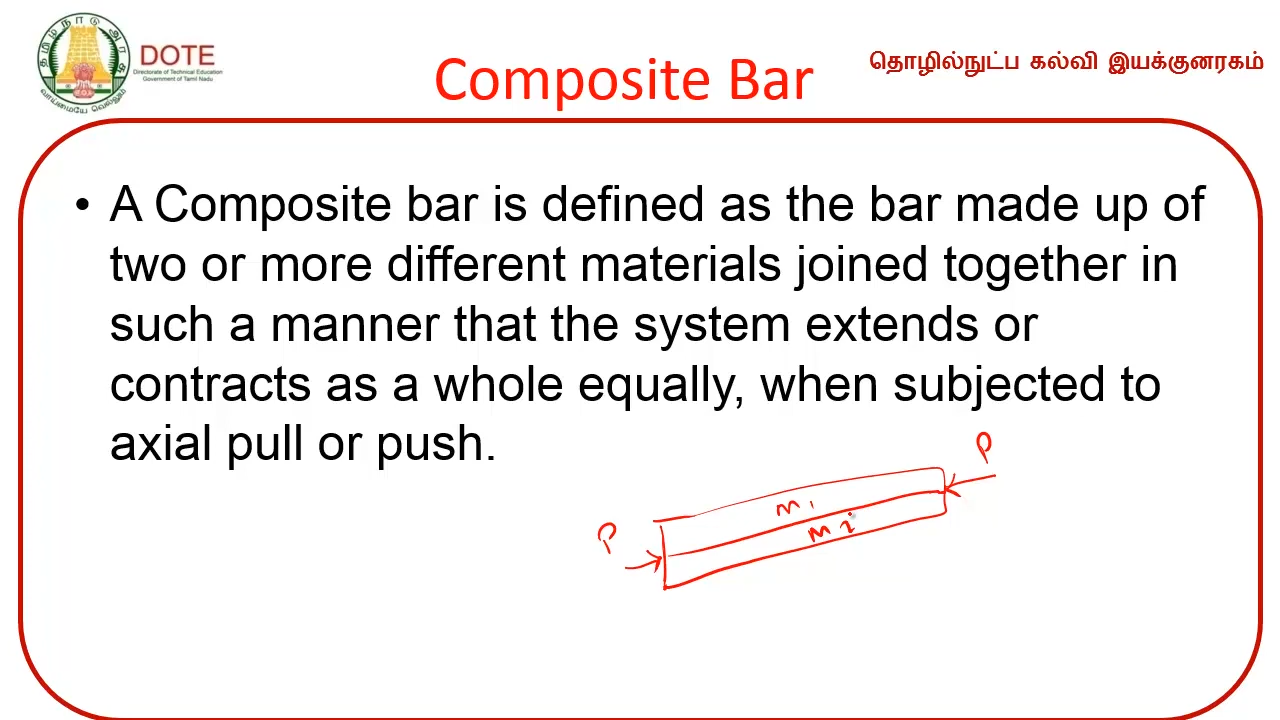 தமிழ்நாடு அரசு
வாய்மையே வெல்லும்
DOTE
Directorate of Technical Education
Government of Tamil Nadu
Composite Bar
தொழில்நுட்ப கல்வி இயக்குனரகம்
• A Composite bar is defined as the bar made up of
two or more different materials joined together in
such a manner that the system extends or
contracts as a whole equally, when subjected to
axial pull or push.
P
m1
P
m2